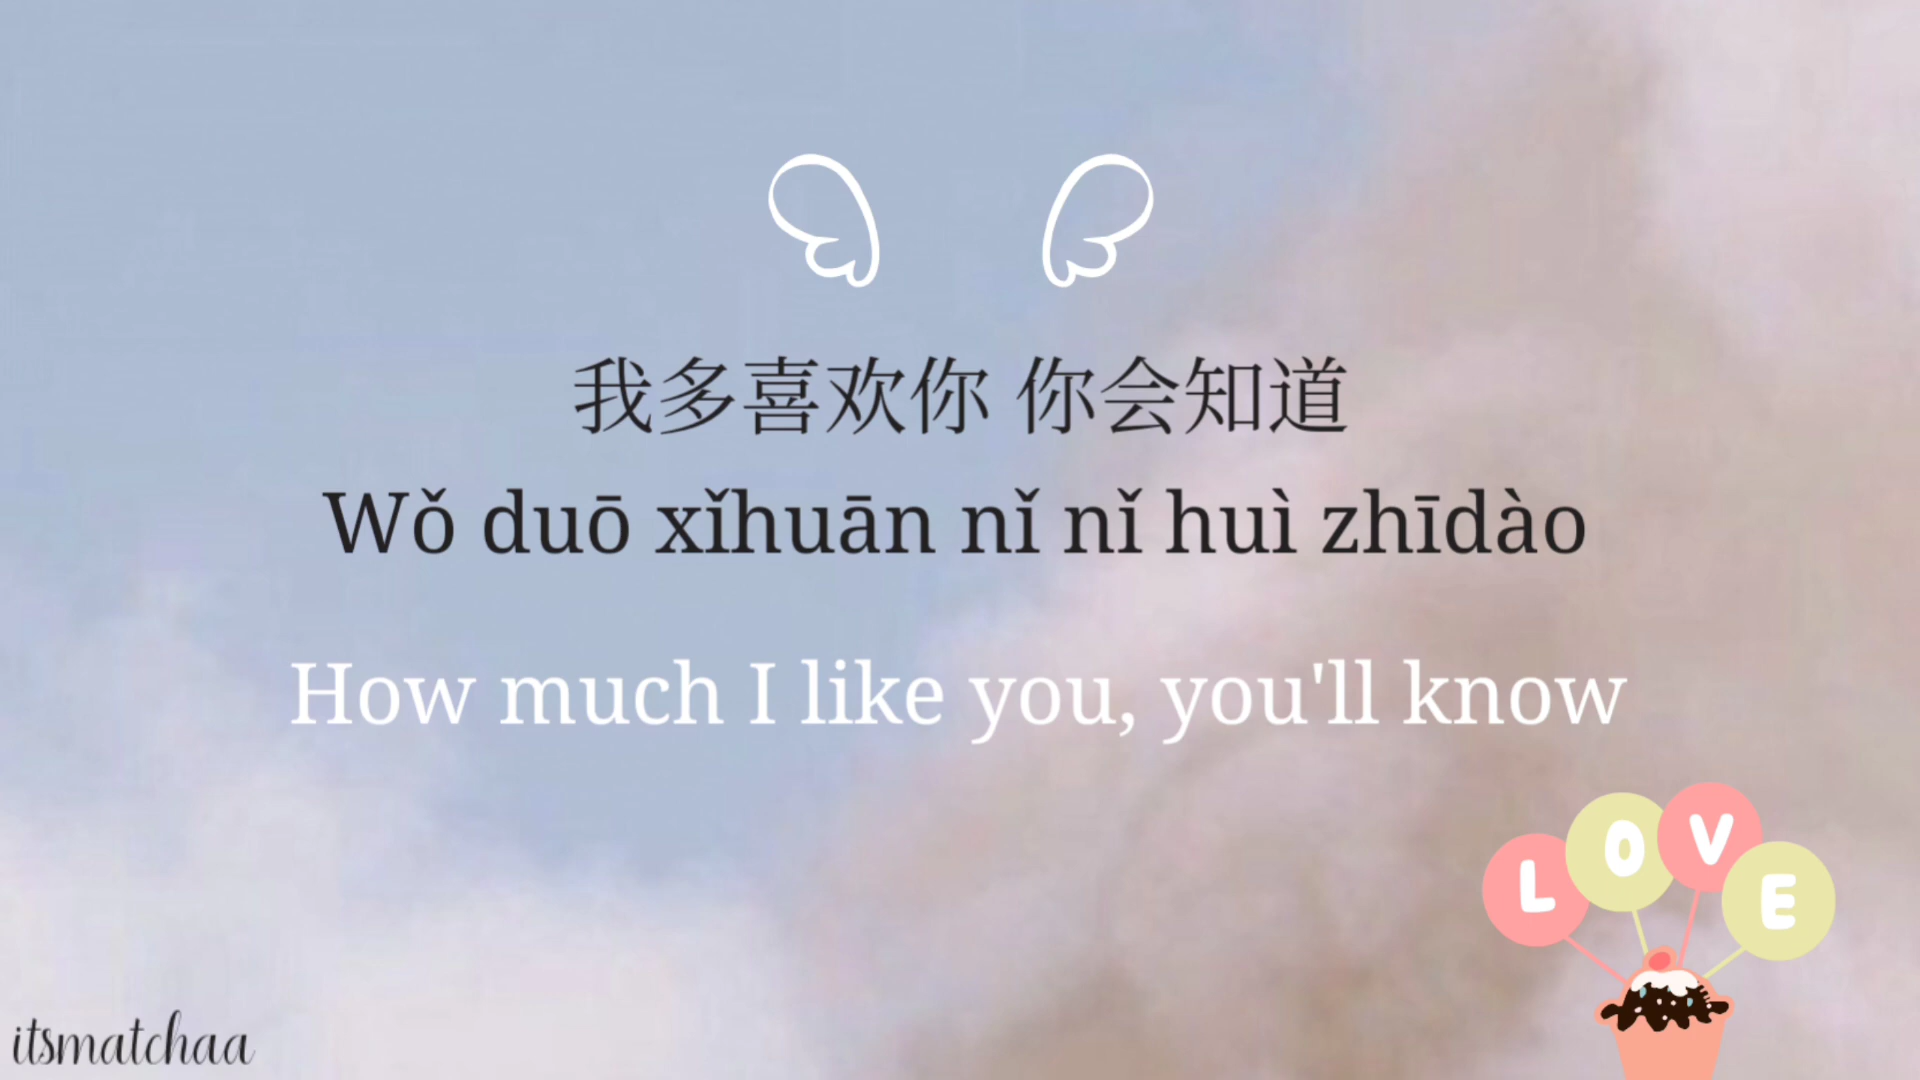 我多喜欢你 你会知道
Wǒ duō xǐhuān nǐ nǐ huì zhīdào
How much I like you, you'll know
LOVE
itsmatchaa